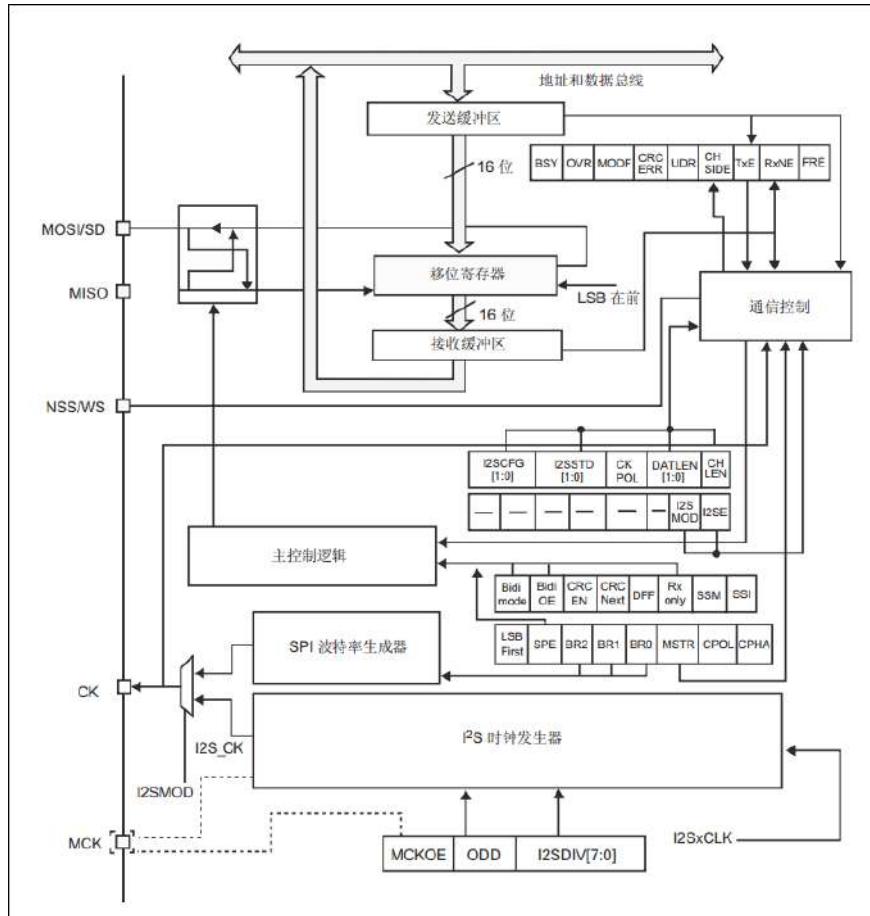 地址和数据总线
发送缓冲区
16 位
BSY OVR MODF CRC ERR UDR CH SIDE TxE RxNE FRE
MOSI/SD
移位寄存器
MISO
LSB 在前
通信控制
16 位
接收缓冲区
NSS/WS
I2SCFG [1:0] I2SSTD [1:0] CK POL DATLEN [1:0] CH LEN
I2S MOD I2SE
主控制逻辑
Bidi mode Bidi OE CRC EN CRC Next DFF Rx only SSM SSI
LSB First SPE BR2 BR1 BR0 MSTR CPOL CPHA
SPI 波特率生成器
CK
I2S_CK
I²S 时钟发生器
I2SMOD
MCK
I2SxCLK
MCKOE ODD I2SDIV[7:0]